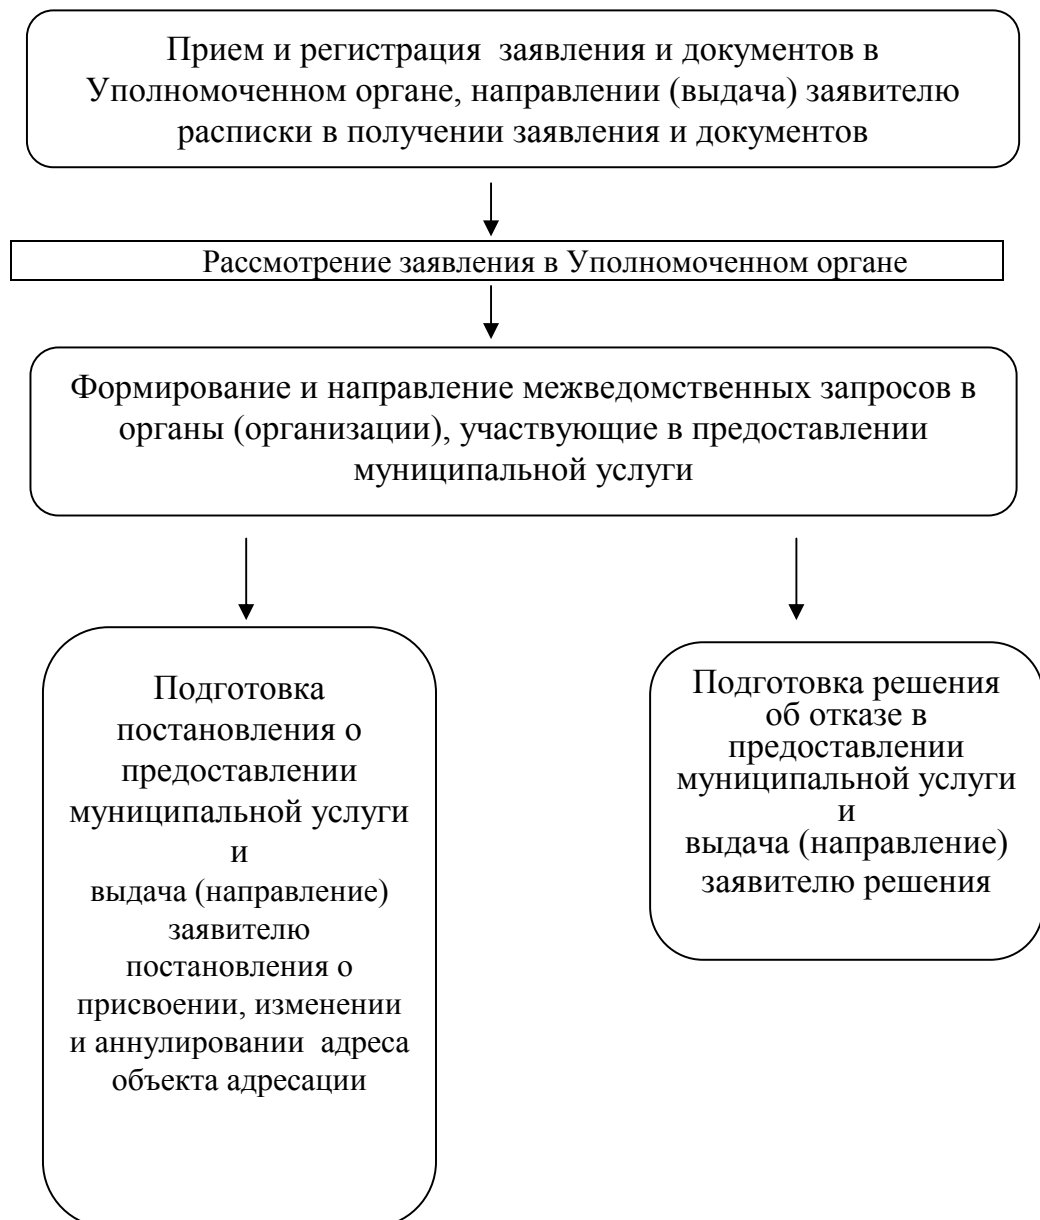 Прием и регистрация  заявления и документов в
Уполномоченном органе, направлении (выдача) заявителю
расписки в получении заявления и документов
Рассмотрение заявления в Уполномоченном органе
Формирование и направление межведомственных запросов в
органы (организации), участвующие в предоставлении
муниципальной услуги
Подготовка
постановления о
предоставлении
муниципальной услуги
и
выдача (направление)
заявителю
постановления о
присвоении, изменении
и аннулировании  адреса
объекта адресации
Подготовка решения
об отказе в
предоставлении
муниципальной услуги
и
выдача (направление)
заявителю решения